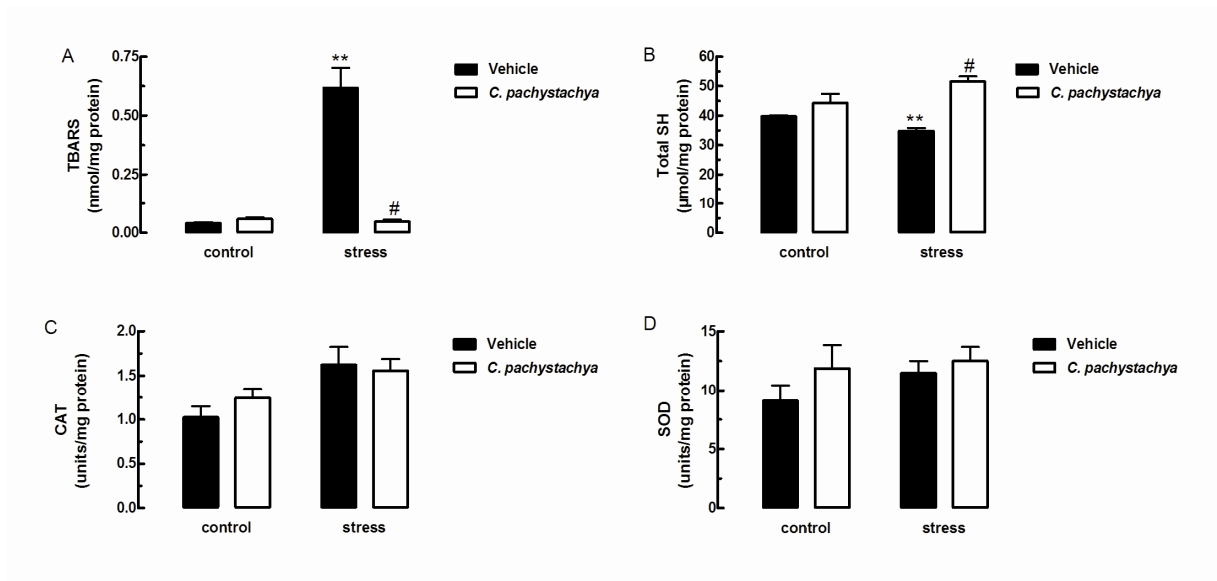 A
TBARS
(nmol/mg protein)
0.75
0.50
0.25
0.00
**
#
control
stress
Vehicle
C. pachystachya
B
Total SH
(µmol/mg protein)
60
50
40
30
20
10
0
**
#
control
stress
Vehicle
C. pachystachya
C
CAT
(units/mg protein)
2.0
1.5
1.0
0.5
0.0
control
stress
Vehicle
C. pachystachya
D
SOD
(units/mg protein)
15
10
5
0
control
stress
Vehicle
C. pachystachya